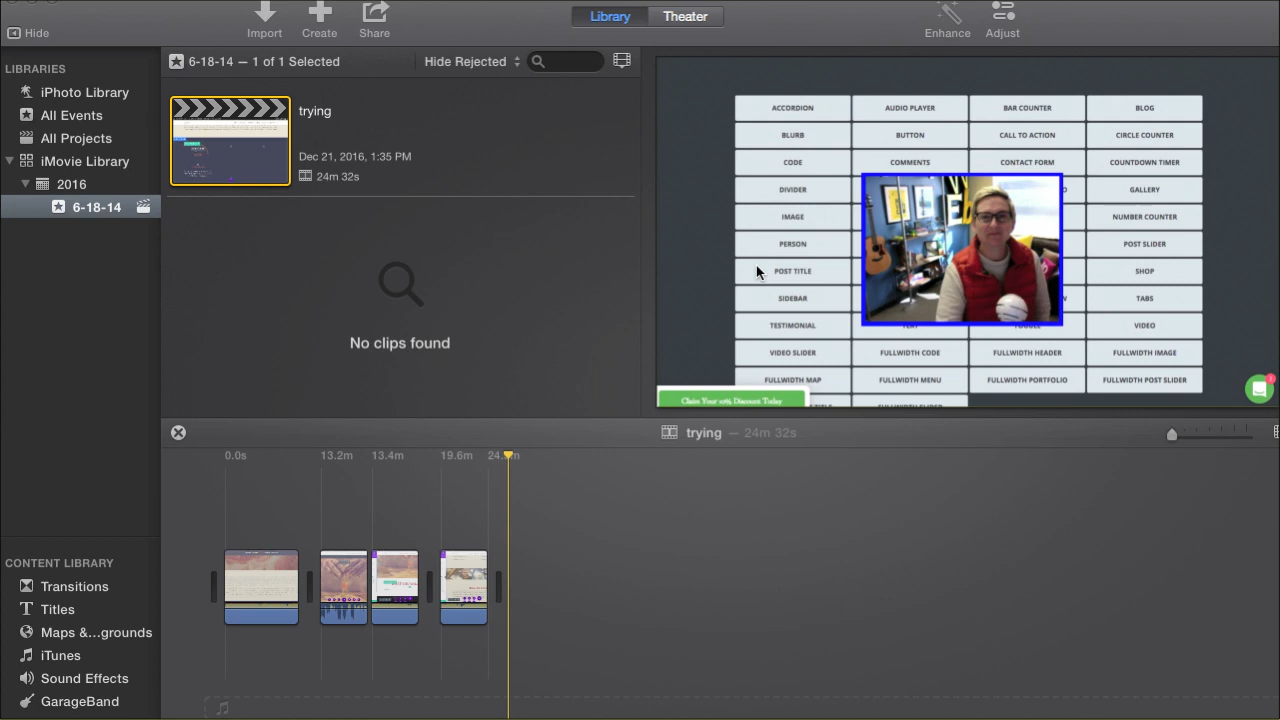 Import
Create
Share
Library
Theater
Enhance
Adjust
Hide
LIBRARIES
iPhoto Library
All Events
All Projects
iMovie Library
2016
6-18-14
6-18-14 — 1 of 1 Selected
Hide Rejected
trying
Dec 21, 2016, 1:35 PM
24m 32s
No clips found
ACCORDION AUDIO PLAYER BAR COUNTER BLOG
BLURB BUTTON CALL TO ACTION CIRCLE COUNTER
CODE COMMENTS CONTACT FORM COUNTDOWN TIMER
DIVIDER GALLERY
IMAGE NUMBER COUNTER
PERSON POST SLIDER
POST TITLE SHOP
SIDEBAR TABS
TESTIMONIAL VIDEO
VIDEO SLIDER FULLWIDTH CODE FULLWIDTH HEADER FULLWIDTH IMAGE
FULLWIDTH MAP FULLWIDTH MENU FULLWIDTH PORTFOLIO FULLWIDTH POST SLIDER
Claim Your 10% Discount Today
trying — 24m 32s
0.0s 13.2m 13.4m 19.6m
CONTENT LIBRARY
Transitions
Titles
Maps &...grounds
iTunes
Sound Effects
GarageBand